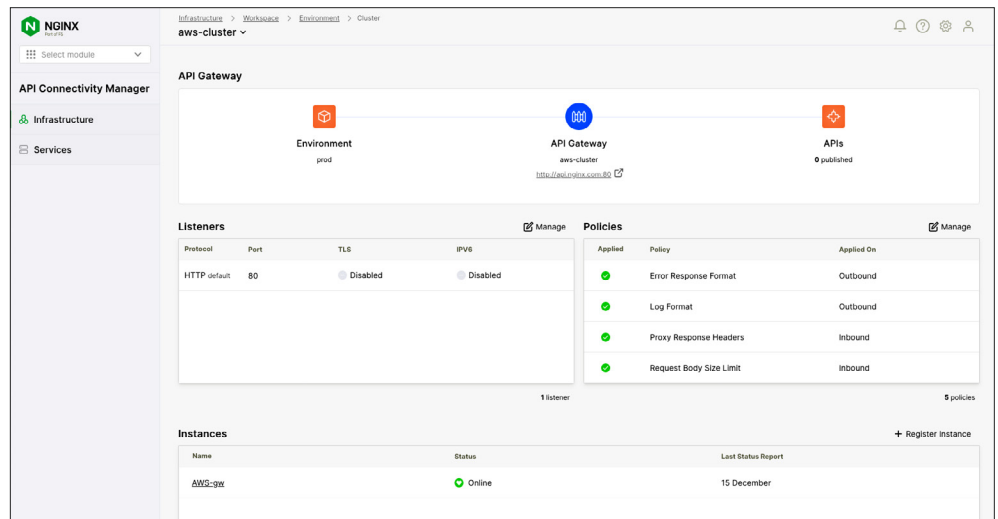 NGINX
Part of F5
Select module
API Connectivity Manager
Infrastructure
Services
Infrastructure > Workspace > Environment > Cluster
aws-cluster
API Gateway
Environment
prod
API Gateway
aws-cluster
http://api.nginx.com:80
APIs
0 published
Listeners
Manage
Protocol Port TLS IPV6
HTTP default 80 Disabled Disabled
1 listener
Policies
Manage
Applied Policy Applied On
Error Response Format Outbound
Log Format Outbound
Proxy Response Headers Inbound
Request Body Size Limit Inbound
5 policies
Instances
+ Register Instance
Name Status Last Status Report
AWS-gw Online 15 December